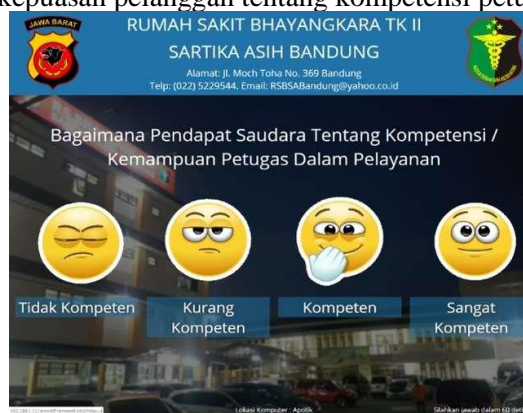 kepuasan pelanggan tentang kompetensi petu
JAWA BARAT
RUMAH SAKIT BHAYANGKARA TK II
SARTIKA ASIH BANDUNG
Alamat: Jl. Moch Toha No. 369 Bandung
Telp: (022) 5229544. Email: RSBSABandung@yahoo.co.id
Bagaimana Pendapat Saudara Tentang Kompetensi /
Kemampuan Petugas Dalam Pelayanan
Tidak Kompeten
Kurang
Kompeten
Kompeten
Sangat
Kompeten
Lokasi Komputer : Apotik
Silahkan jawab dalam 60 det